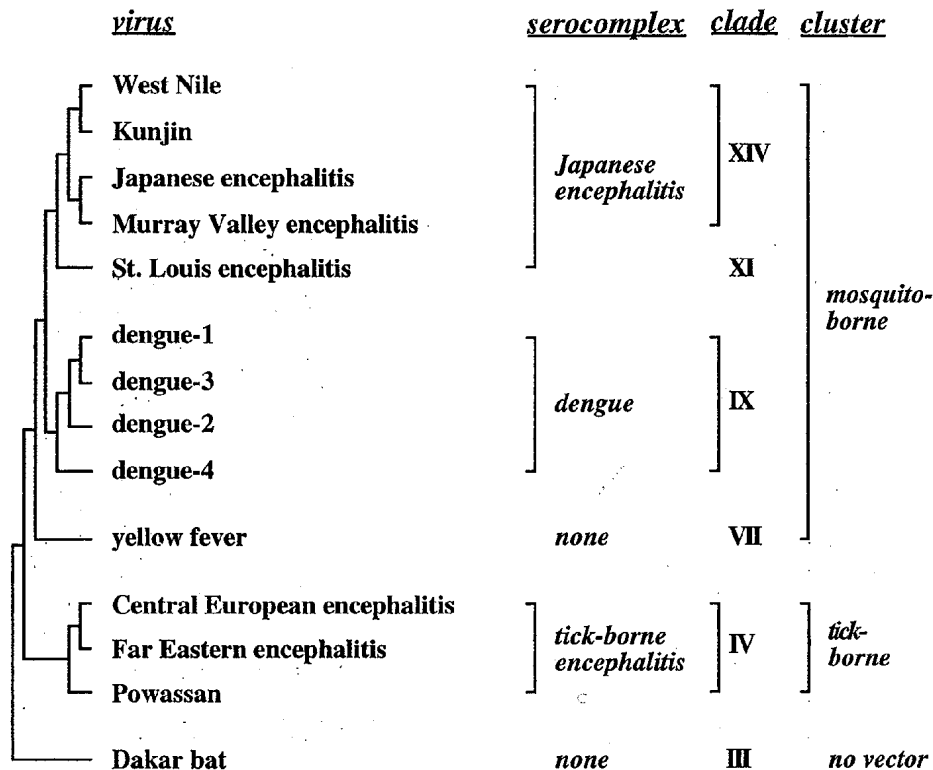 virus serocomplex clade cluster
West Nile
Kunjin
Japanese encephalitis
Murray Valley encephalitis
St. Louis encephalitis
Japanese
encephalitis
XIV
XI
dengue-1
dengue-3
dengue-2
dengue-4
dengue
IX
yellow fever none VII
mosquito-
borne
Central European encephalitis
Far Eastern encephalitis
Powassan
tick-borne
encephalitis
IV
tick-
borne
Dakar bat none III no vector